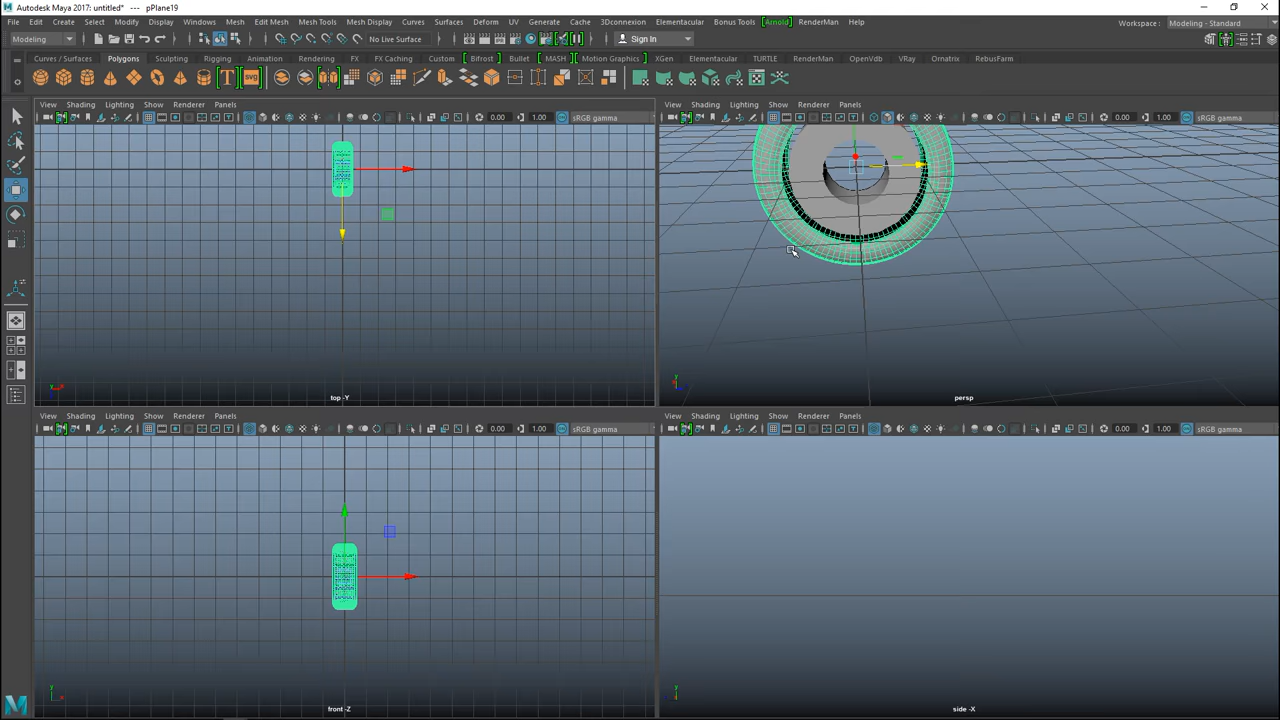 Autodesk Maya 2017: untitled* --- pPlane19
File Edit Create Select Modify Display Windows Mesh Edit Mesh Mesh Tools Mesh Display Curves Surfaces Deform UV Generate Cache 3Dconnexion Elementacular Bonus Tools Arnold RenderMan Help
Workspace : Modeling - Standard*
Modeling No Live Surface Sign In
Curves / Surfaces Polygons Sculpting Rigging Animation Rendering FX FX Caching Custom Bifrost Bullet MASH Motion Graphics XGen Elementacular TURTLE RenderMan OpenVdb VRay Ornatrix RebusFarm
View Shading Lighting Show Renderer Panels
0.00 1.00 sRGB gamma
top -Y
View Shading Lighting Show Renderer Panels
0.00 1.00 sRGB gamma
persp
View Shading Lighting Show Renderer Panels
0.00 1.00 sRGB gamma
front -Z
View Shading Lighting Show Renderer Panels
0.00 1.00 sRGB gamma
side -X